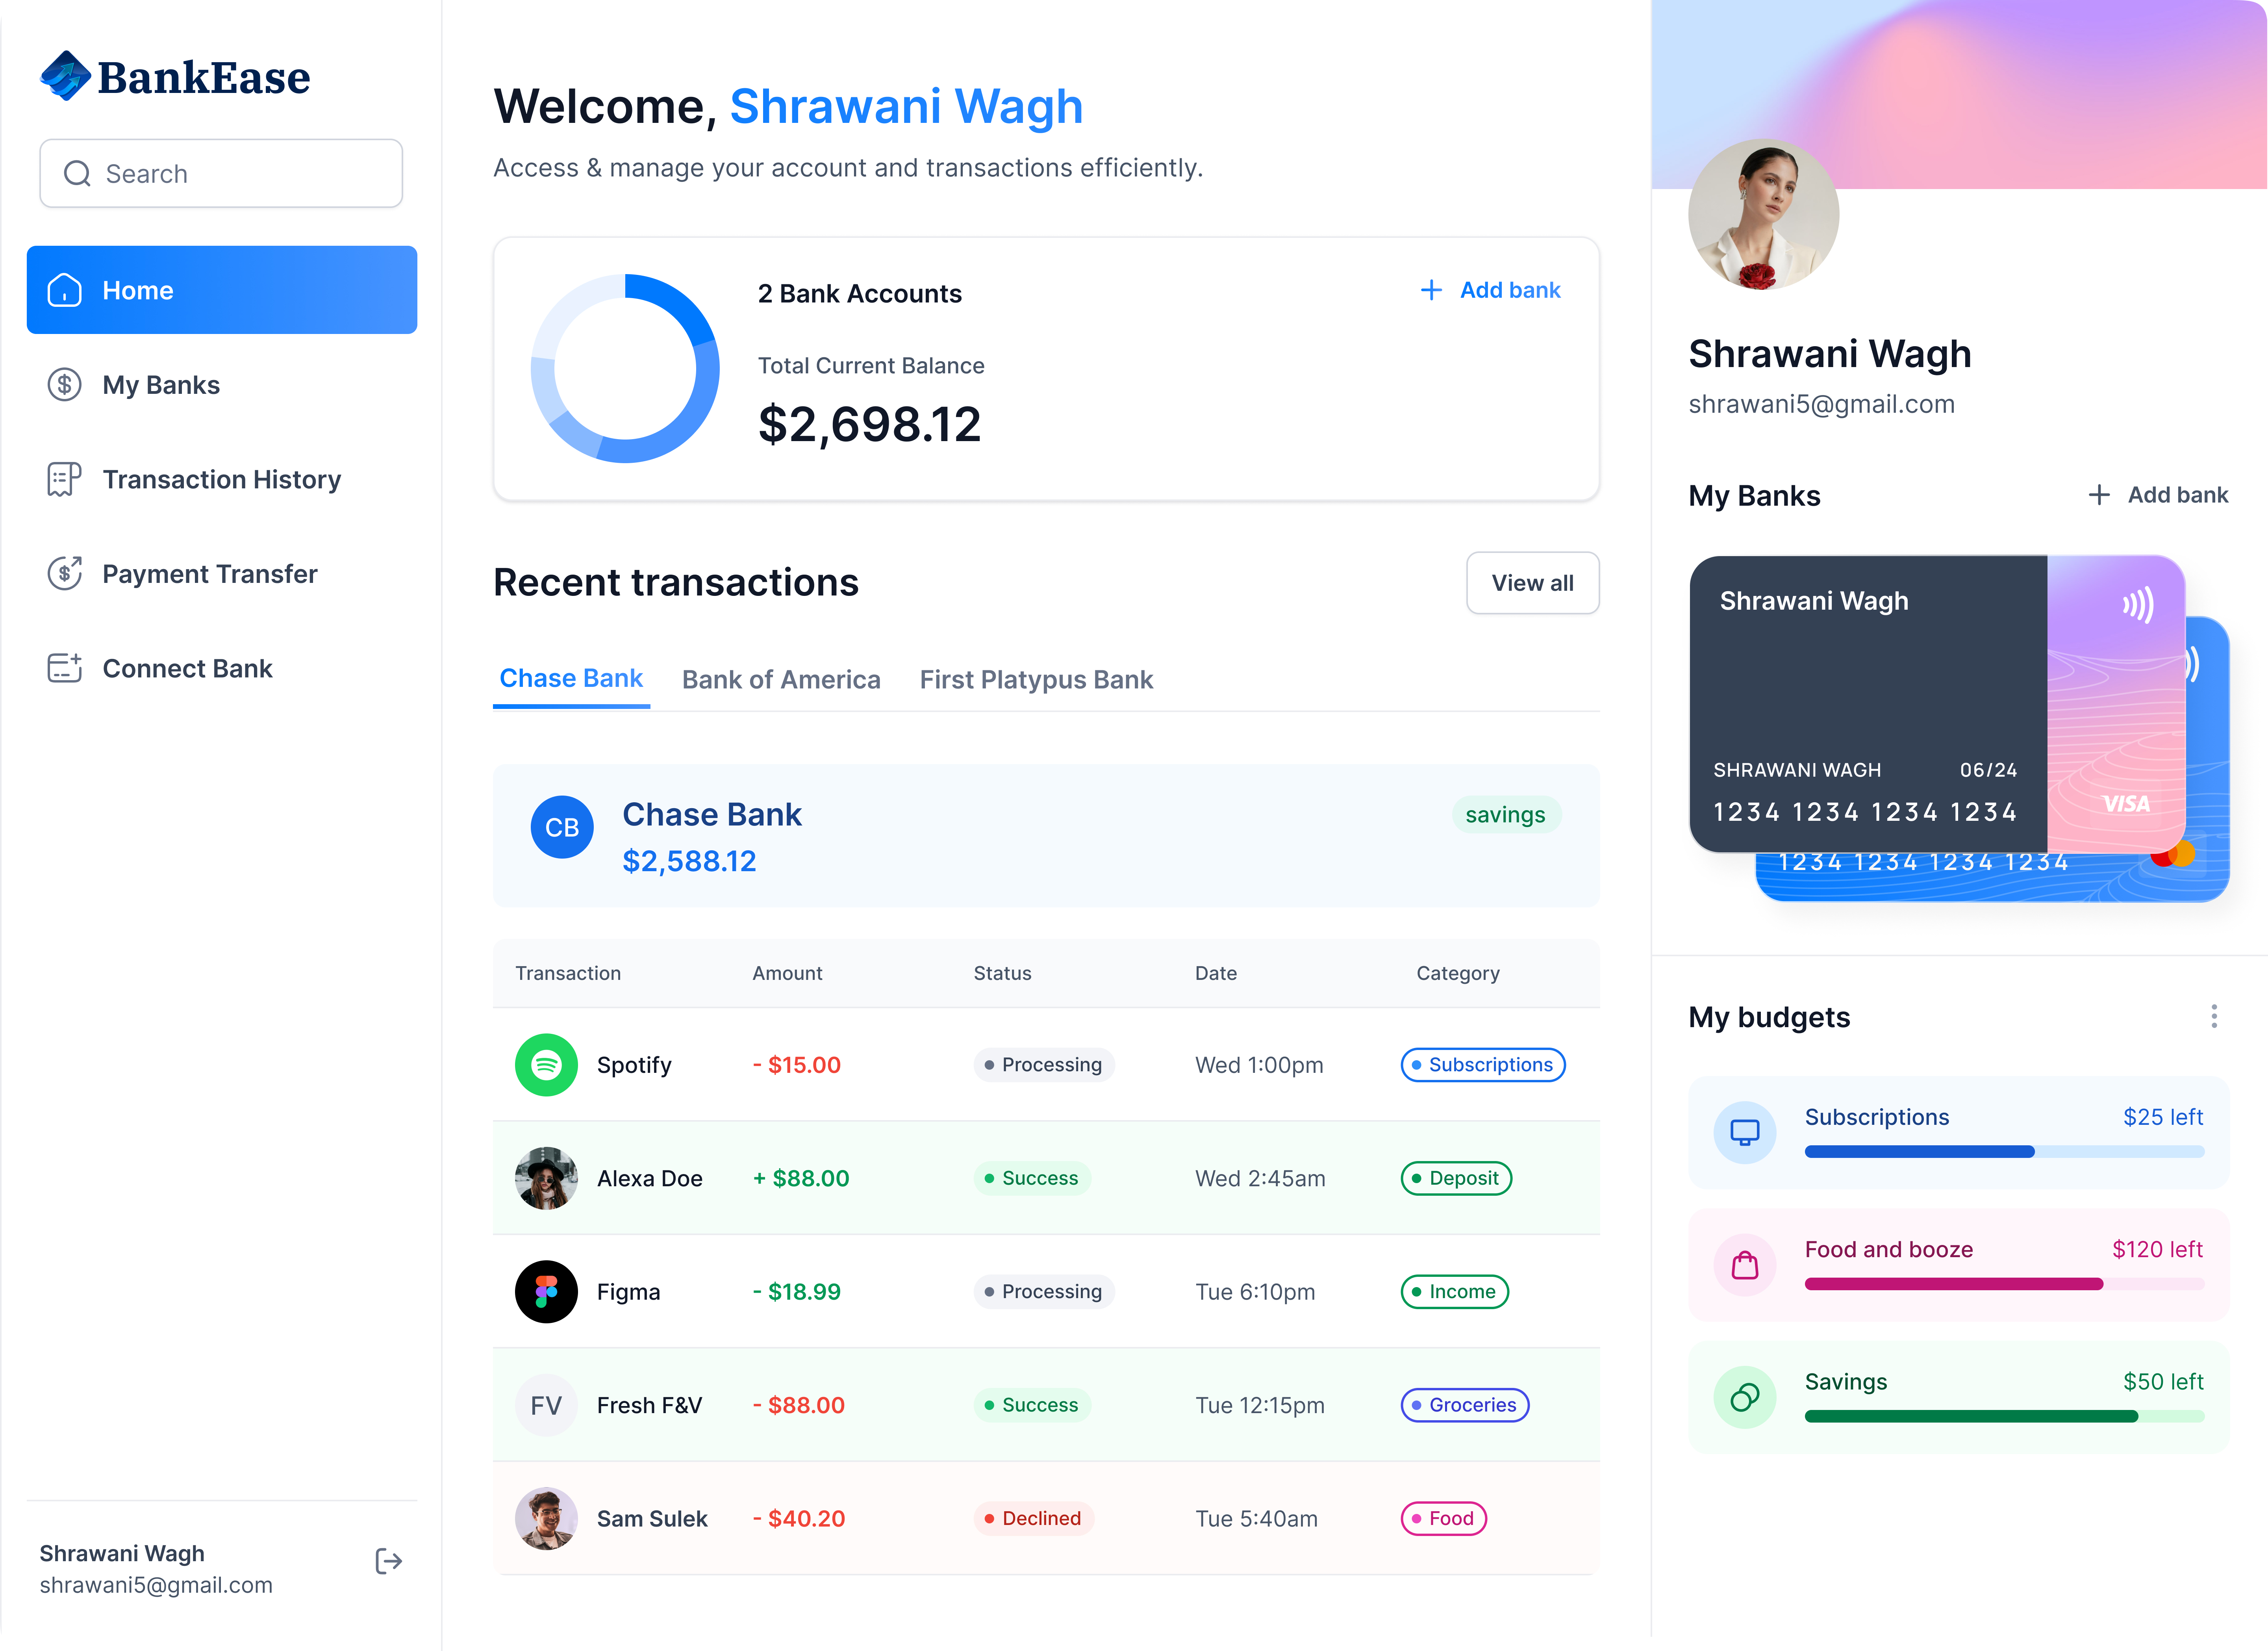 BankEase
Search
Home
My Banks
Transaction History
Payment Transfer
Connect Bank
Shrawani Wagh
shrawani5@gmail.com
Welcome, Shrawani Wagh
Access & manage your account and transactions efficiently.
2 Bank Accounts
+ Add bank
Total Current Balance
$2,698.12
Recent transactions
View all
Chase Bank Bank of America First Platypus Bank
CB
Chase Bank
savings
$2,588.12
Transaction Amount Status Date Category
Spotify - $15.00 Processing Wed 1:00pm Subscriptions
Alexa Doe + $88.00 Success Wed 2:45am Deposit
Figma - $18.99 Processing Tue 6:10pm Income
FV Fresh F&V - $88.00 Success Tue 12:15pm Groceries
Sam Sulek - $40.20 Declined Tue 5:40am Food
Shrawani Wagh
shrawani5@gmail.com
My Banks
+ Add bank
Shrawani Wagh
SHRAWANI WAGH 06/24
1234 1234 1234 1234
VISA
1234 1234 1234 1234
My budgets
Subscriptions $25 left
Food and booze $120 left
Savings $50 left